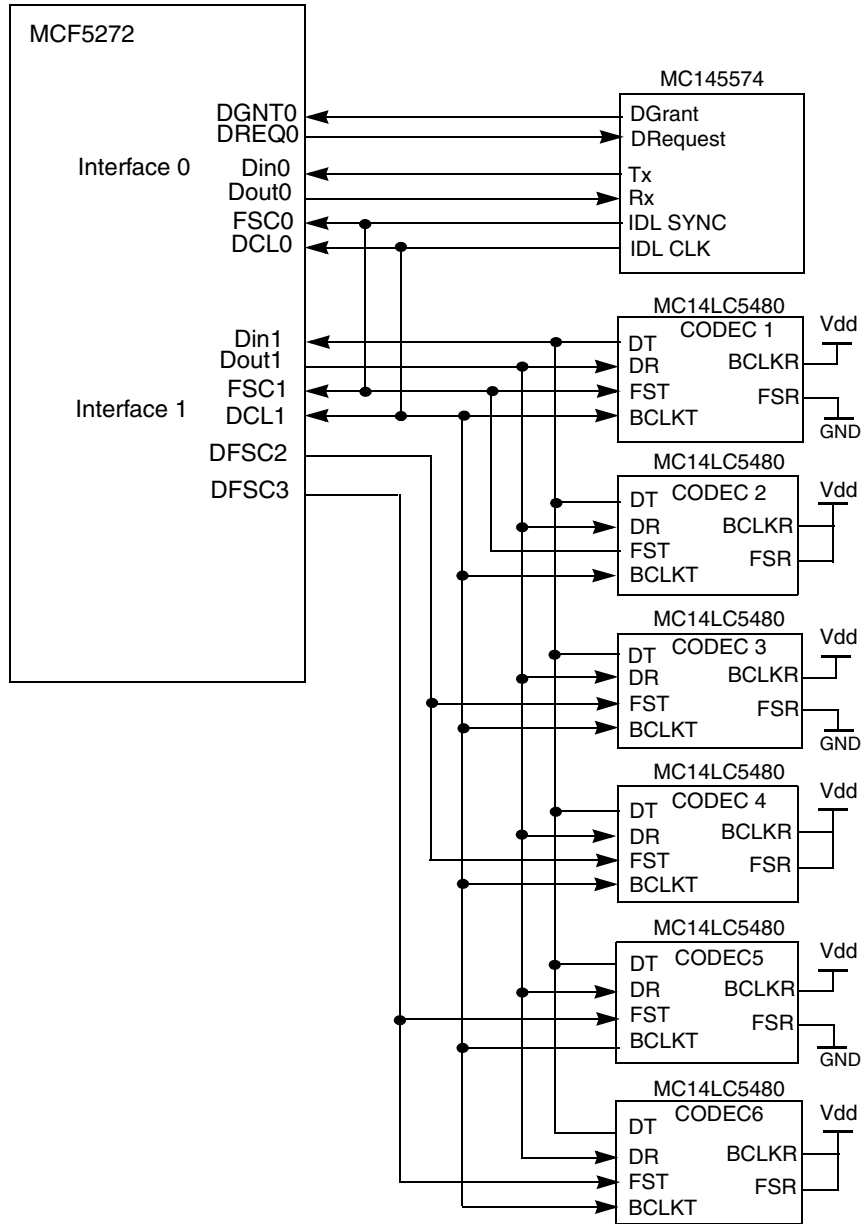 MCF5272
MC145574
DGNT0
DREQ0
Interface 0
Din0
Dout0
FSC0
DCL0
DGrant
DRequest
Tx
Rx
IDL SYNC
IDL CLK
Din1
Dout1
FSC1
Interface 1
DCL1
DFSC2
DFSC3
MC14LC5480
CODEC 1
DT
DR
FST
BCLKT
BCLKR
FSR
Vdd
GND
MC14LC5480
CODEC 2
DT
DR
FST
BCLKT
BCLKR
FSR
Vdd
MC14LC5480
CODEC 3
DT
DR
FST
BCLKT
BCLKR
FSR
Vdd
GND
MC14LC5480
CODEC 4
DT
DR
FST
BCLKT
BCLKR
FSR
Vdd
MC14LC5480
CODEC5
DT
DR
FST
BCLKT
BCLKR
FSR
Vdd
GND
MC14LC5480
CODEC6
DT
DR
FST
BCLKT
BCLKR
FSR
Vdd